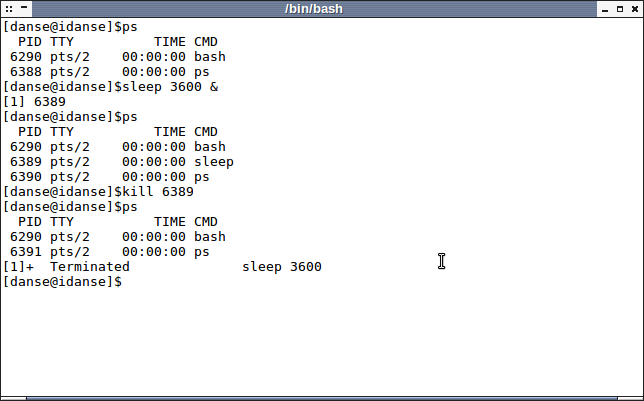 /bin/bash
[danse@idanse]$ps
  PID TTY          TIME CMD
 6290 pts/2    00:00:00 bash
 6388 pts/2    00:00:00 ps
[danse@idanse]$sleep 3600 &
[1] 6389
[danse@idanse]$ps
  PID TTY          TIME CMD
 6290 pts/2    00:00:00 bash
 6389 pts/2    00:00:00 sleep
 6390 pts/2    00:00:00 ps
[danse@idanse]$kill 6389
[danse@idanse]$ps
  PID TTY          TIME CMD
 6290 pts/2    00:00:00 bash
 6391 pts/2    00:00:00 ps
[1]+  Terminated              sleep 3600
[danse@idanse]$